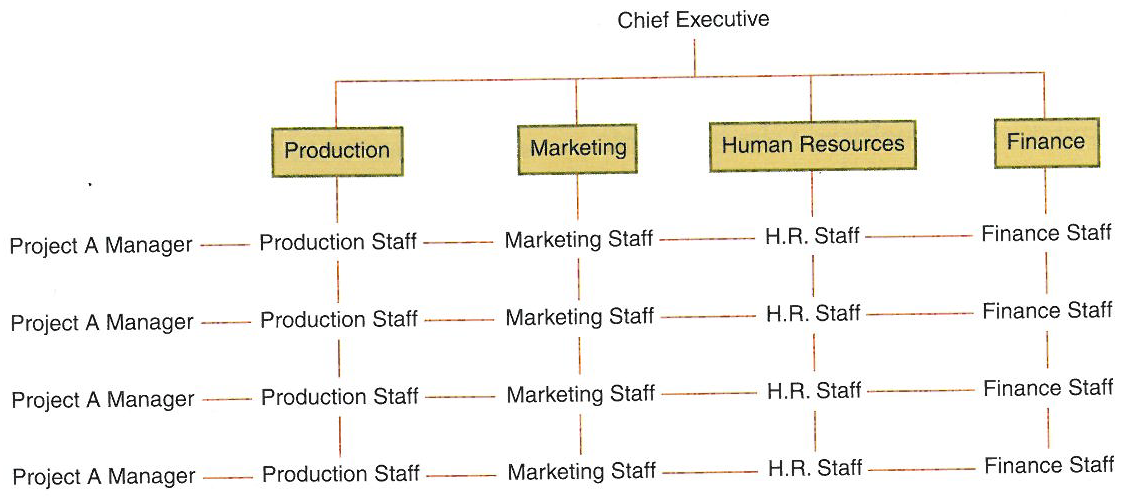 Chief Executive
Production Marketing Human Resources Finance
Project A Manager Production Staff Marketing Staff H.R. Staff Finance Staff
Project A Manager Production Staff Marketing Staff H.R. Staff Finance Staff
Project A Manager Production Staff Marketing Staff H.R. Staff Finance Staff
Project A Manager Production Staff Marketing Staff H.R. Staff Finance Staff